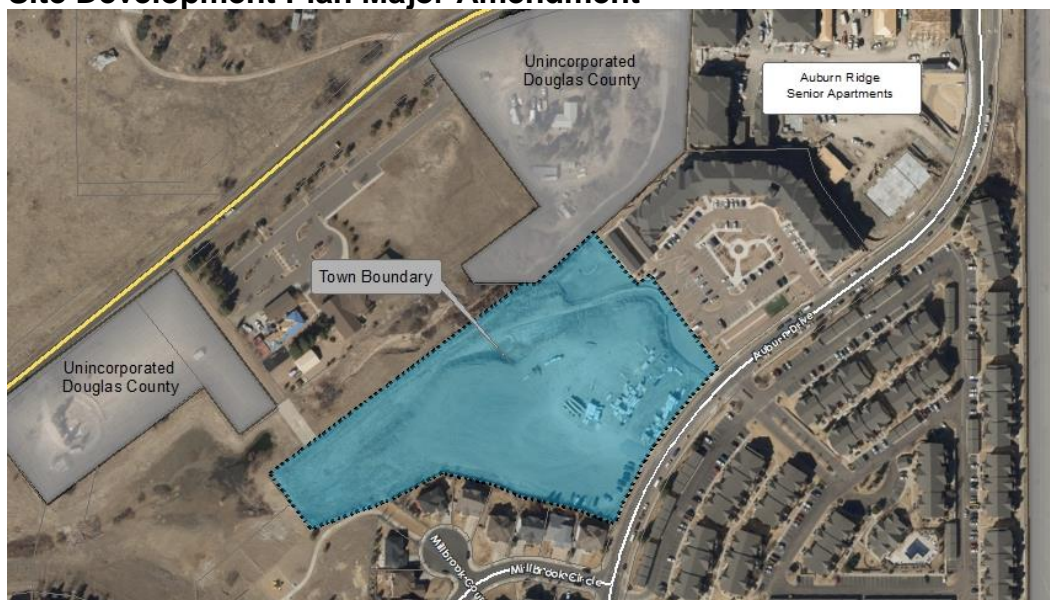 Site Development Plan Major Amendment
Unincorporated
Douglas County
Auburn Ridge
Senior Apartments
Town Boundary
Auburn Drive
Unincorporated
Douglas County
Millbrook Circle